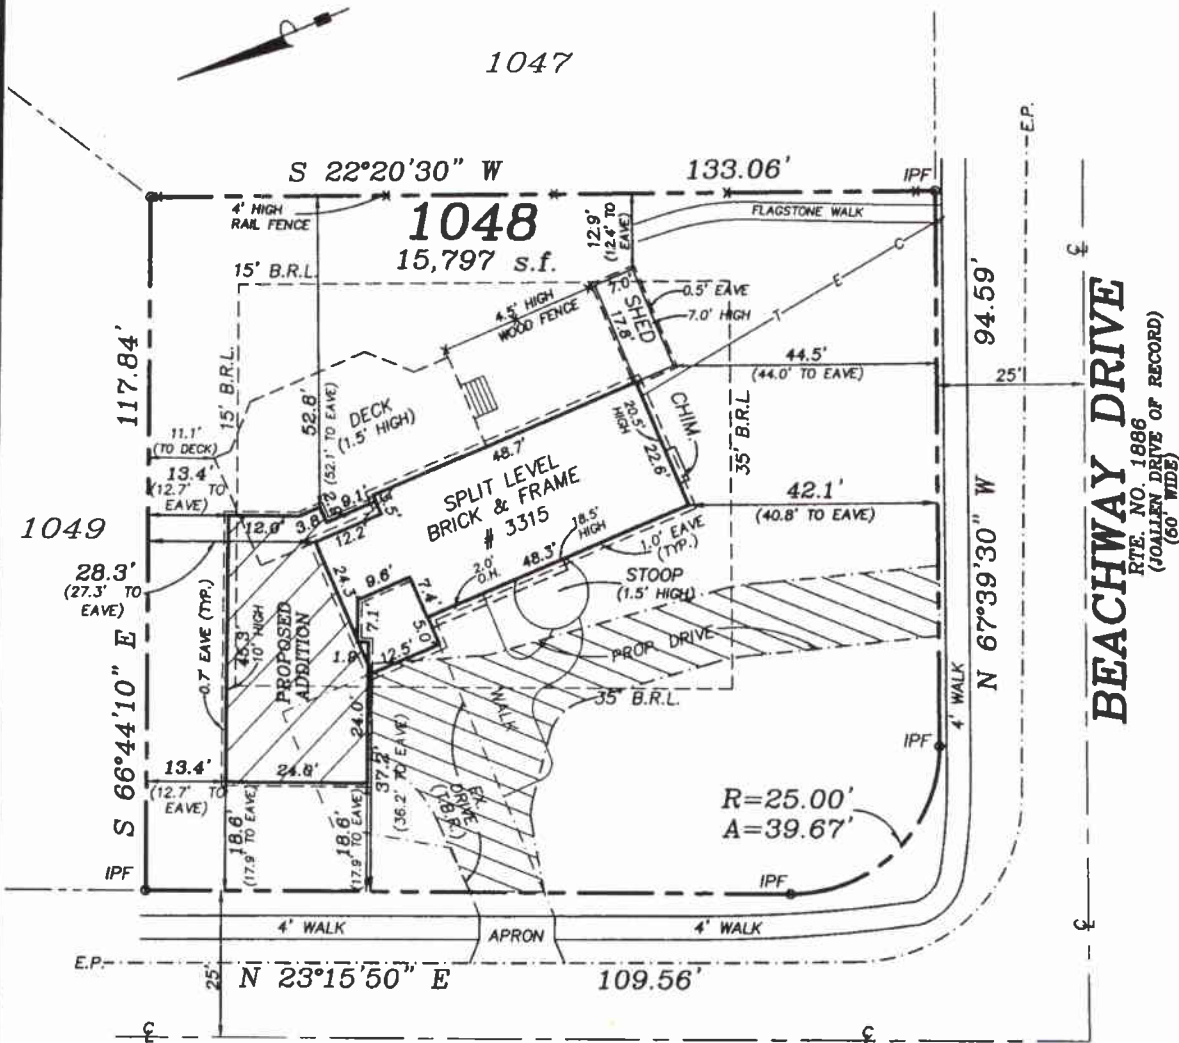 1047
S 22°20'30" W
133.06'
IPF
E.P.
4' HIGH
RAIL FENCE
1048
15,797 s.f.
12.9'
(12.4' TO
EAVE)
FLAGSTONE WALK
C
E
T
15' B.R.L.
15' B.R.L.
4.5' HIGH
WOOD FENCE
7.0'
SHED
17.8'
0.5' EAVE
7.0' HIGH
44.5'
(44.0' TO EAVE)
94.59'
25'
117.84'
52.8'
(52.1' TO EAVE)
DECK
(1.5' HIGH)
CHIM.
20.5'
HIGH
22.6'
35' B.R.L.
11.1'
(TO DECK)
13.4'
(12.7' TO
EAVE)
48.7'
SPLIT LEVEL
BRICK & FRAME
# 3315
42.1'
(40.8' TO EAVE)
1049
12.0'
3.8'
9.1'
12.2'
18.5'
HIGH
48.3'
1.0' EAVE
(TYP.)
2.0'
O.H.
STOOP
(1.5' HIGH)
28.3'
(27.3' TO
EAVE)
24.3'
9.6'
7.4'
7.1'
5.0'
12.5'
PROP DRIVE
N 67°39'30" W
BEACHWAY DRIVE
RTE. NO. 1886
(JOALLEN DRIVE OF RECORD)
(60' WIDE)
0.7' EAVE (TYP.)
45.3'
10' HIGH
PROPOSED
ADDITION
24.0'
S 66°44'10" E
WALK
35' B.R.L.
4' WALK
IPF
13.4'
(12.7' TO
EAVE)
37.2'
(36.2' TO EAVE)
EX.
DRIVE
(T.B.R.)
R=25.00'
A=39.67'
18.6'
(17.9' TO EAVE)
18.6'
(17.9' TO EAVE)
IPF
IPF
4' WALK
APRON
4' WALK
E.P.
25'
N 23°15'50" E
109.56'